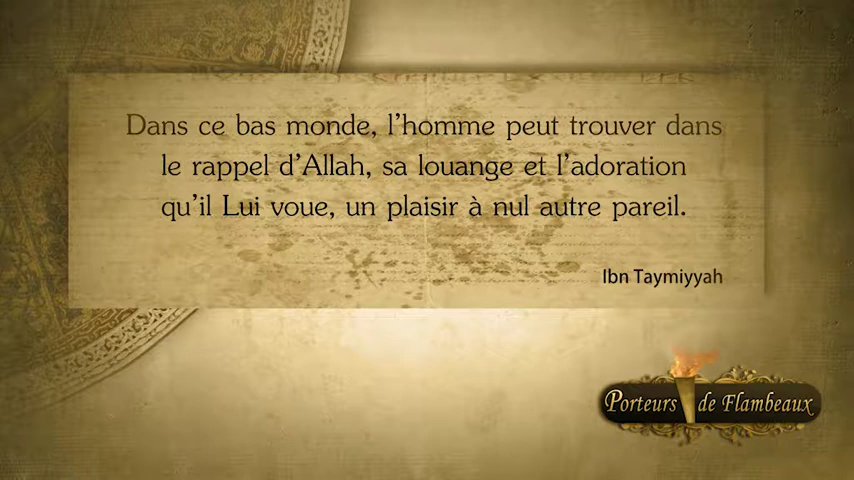 Dans ce bas monde, l'homme peut trouver dans
le rappel d'Allah, sa louange et l'adoration
qu'il Lui voue, un plaisir à nul autre pareil.
Ibn Taymiyyah
Porteurs de Flambeaux